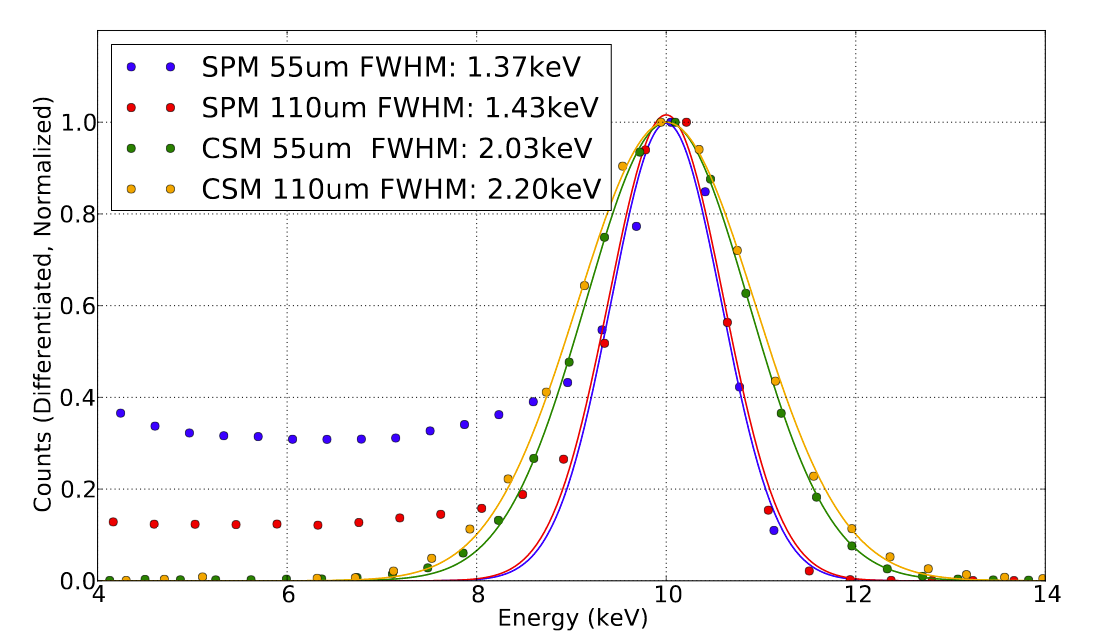 SPM 55um FWHM: 1.37keV
SPM 110um FWHM: 1.43keV
CSM 55um  FWHM: 2.03keV
CSM 110um FWHM: 2.20keV
Counts (Differentiated, Normalized)
1.0
0.8
0.6
0.4
0.2
0.0
4 6 8 10 12 14
Energy (keV)